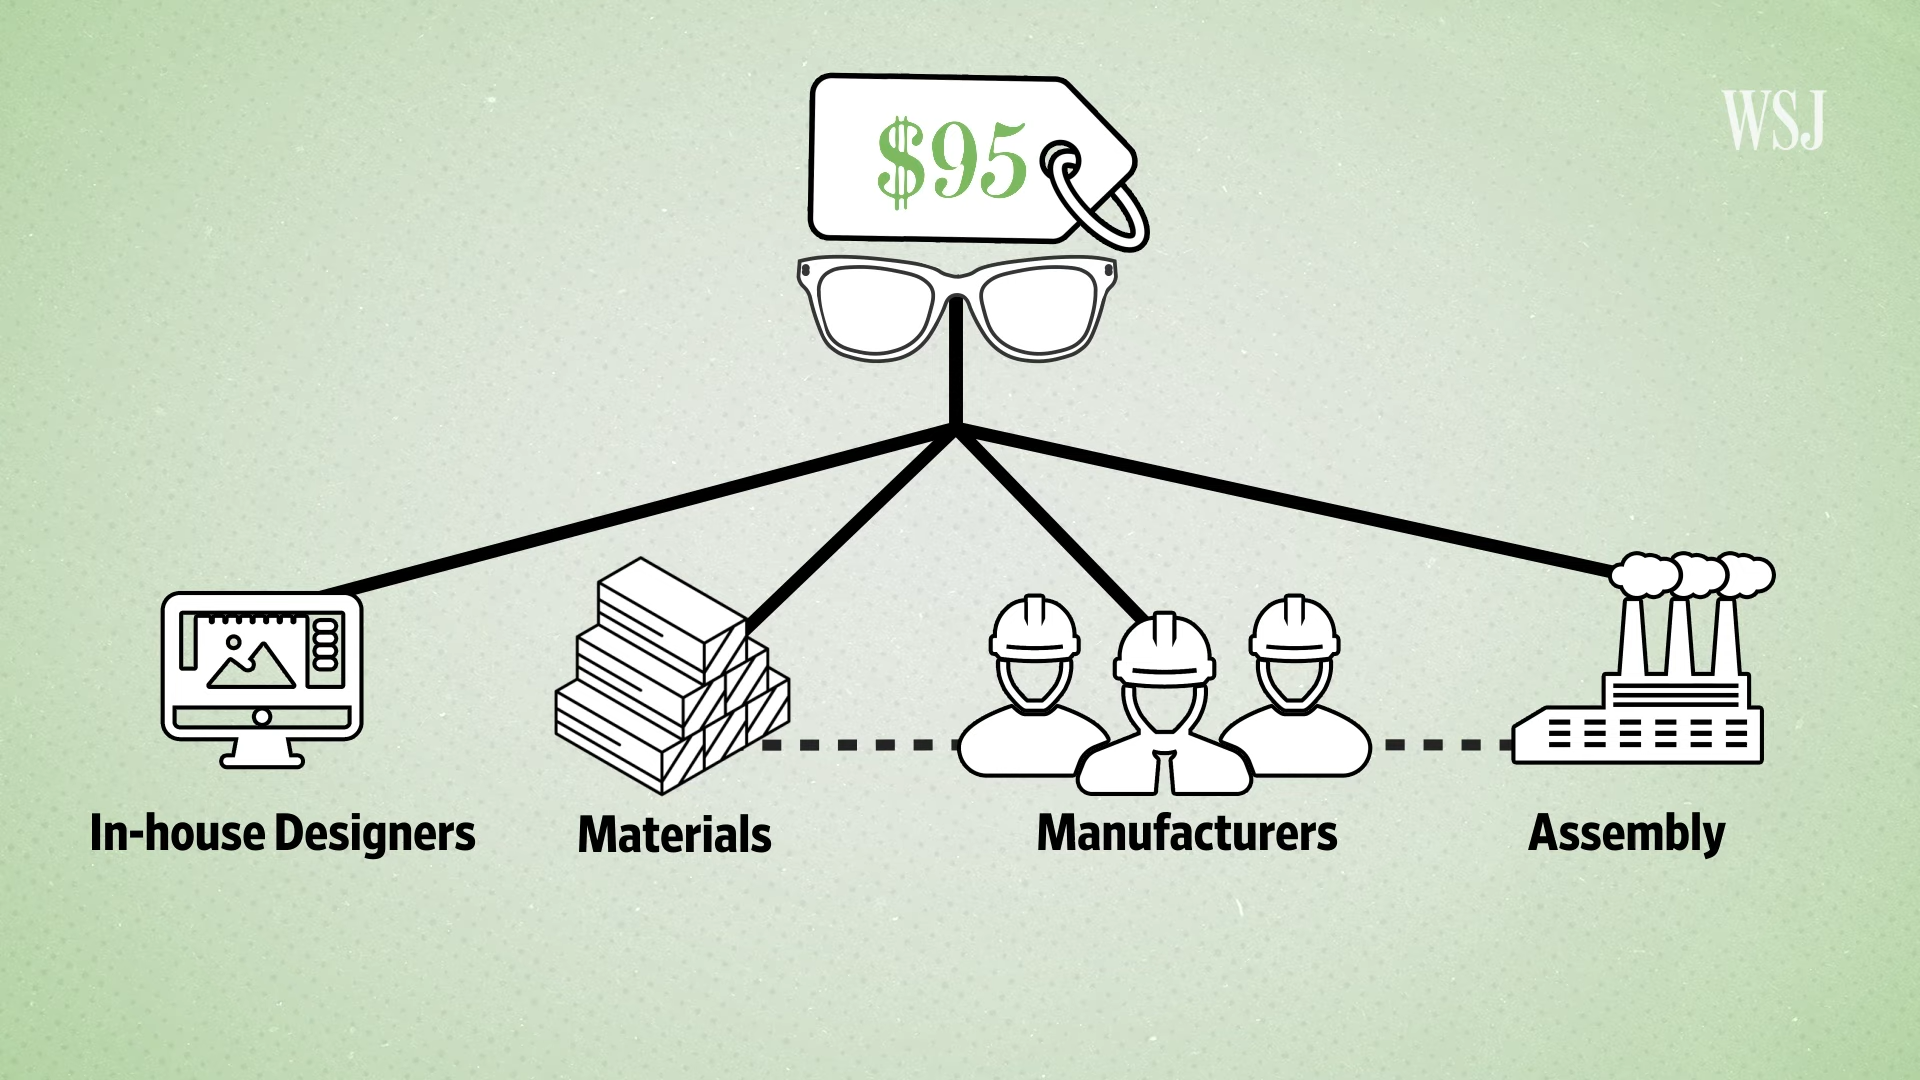 $95
WSJ
In-house Designers
Materials
Manufacturers
Assembly